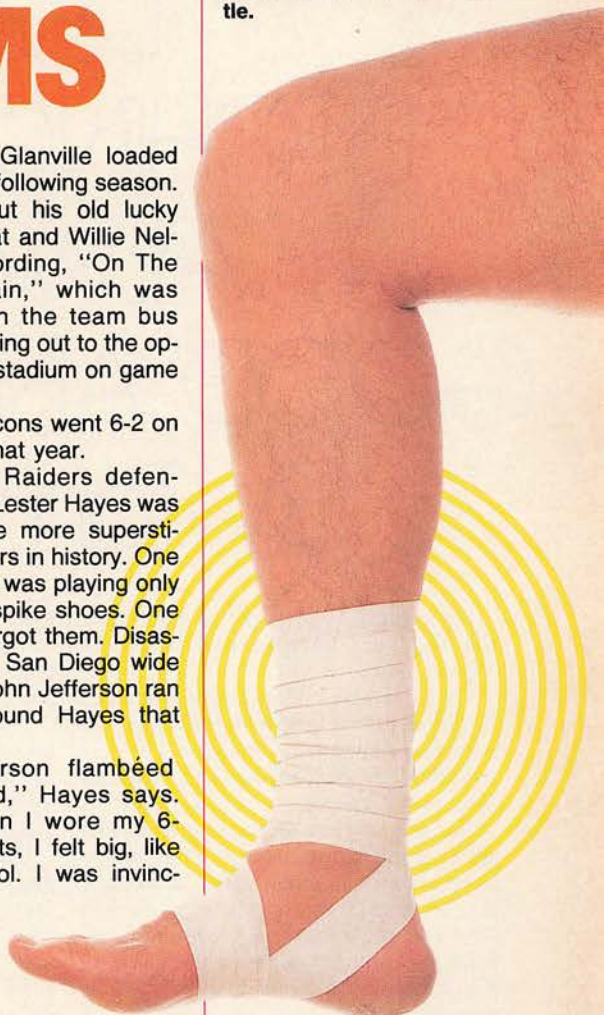 tle.
MS
Glanville loaded
following season.
ut his old lucky
at and Willie Nel-
ording, "On The
ain," which was
n the team bus
ing out to the op-
stadium on game
cons went 6-2 on
hat year.
Raiders defen-
Lester Hayes was
e more supersti-
rs in history. One
was playing only
spike shoes. One
rgot them. Disas-
San Diego wide
ohn Jefferson ran
ound Hayes that
erson flambéed
d," Hayes says.
n I wore my 6-
ts, I felt big, like
ol. I was invinc-